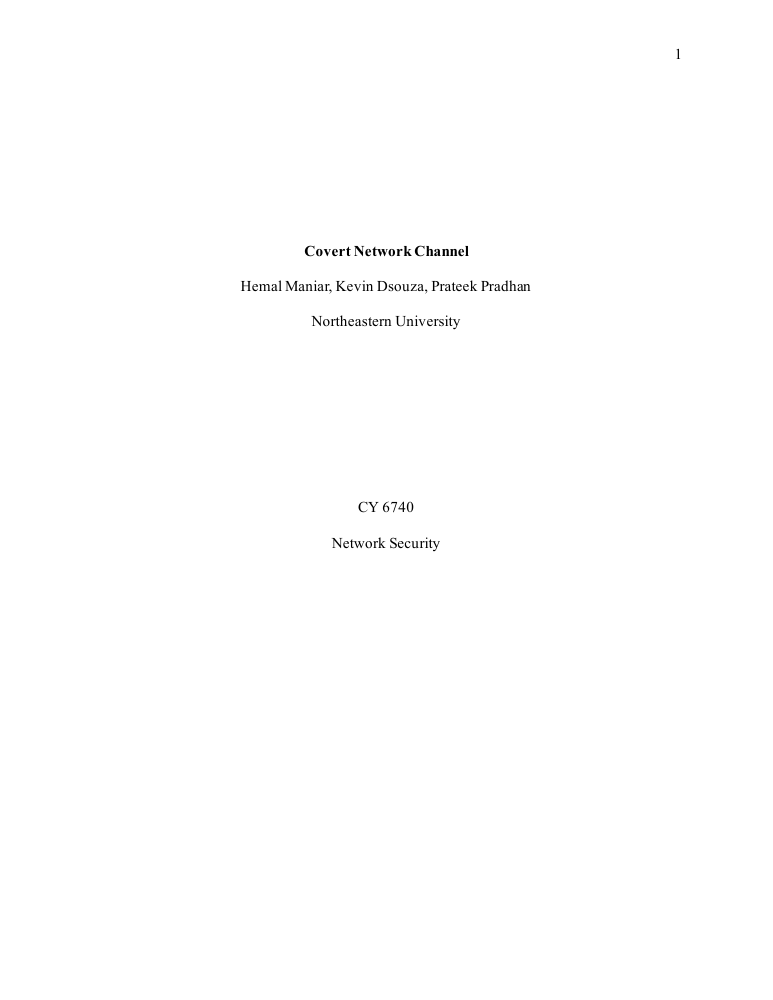 1
Covert Network Channel
Hemal Maniar, Kevin Dsouza, Prateek Pradhan
Northeastern University
CY 6740
Network Security